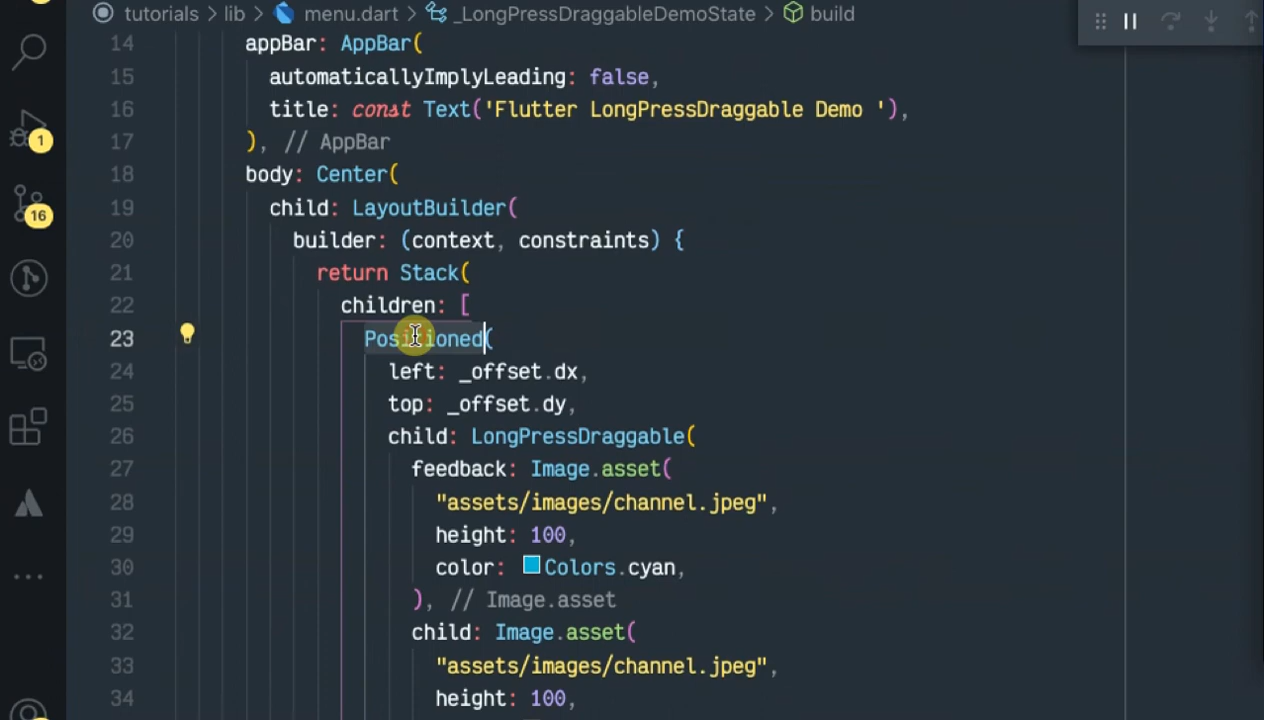 tutorials > lib > menu.dart > _LongPressDraggableDemoState > build
14 appBar: AppBar(
15 automaticallyImplyLeading: false,
16 title: const Text('Flutter LongPressDraggable Demo '),
17 ), // AppBar
18 body: Center(
19 child: LayoutBuilder(
20 builder: (context, constraints) {
21 return Stack(
22 children: [
23 Positioned(
24 left: _offset.dx,
25 top: _offset.dy,
26 child: LongPressDraggable(
27 feedback: Image.asset(
28 "assets/images/channel.jpeg",
29 height: 100,
30 color: Colors.cyan,
31 ), // Image.asset
32 child: Image.asset(
33 "assets/images/channel.jpeg",
34 height: 100,
1
16